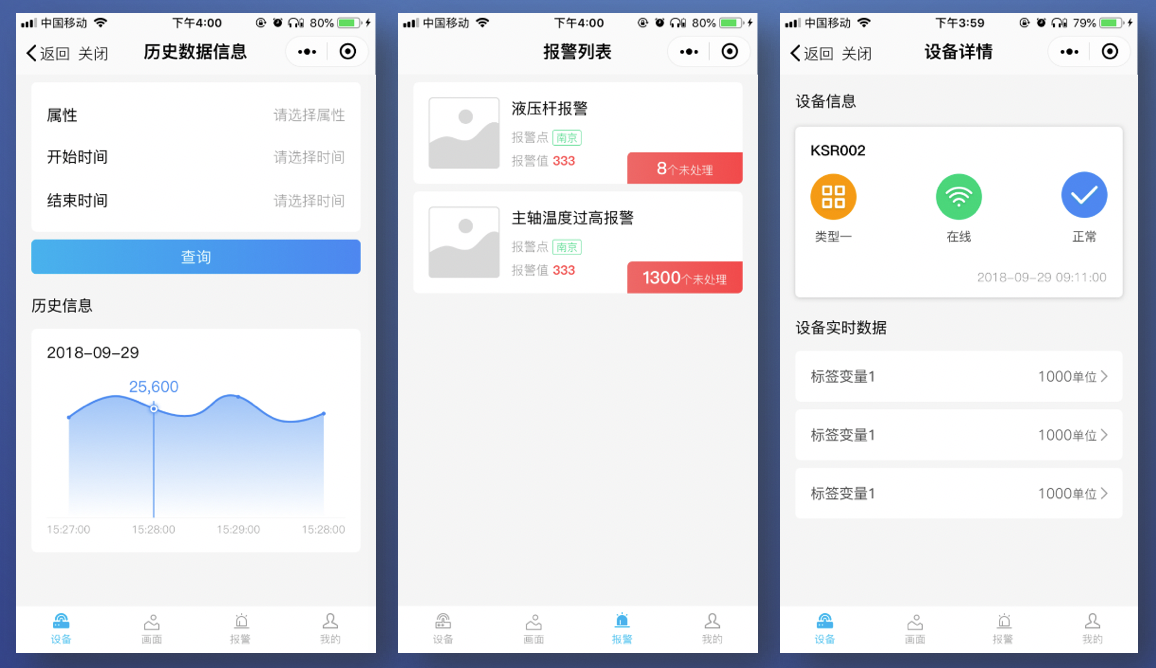 中国移动 下午4:00 80%
返回 关闭 历史数据信息
属性 请选择属性
开始时间 请选择时间
结束时间 请选择时间
查询
历史信息
2018-09-29
25,600
15:27:00 15:28:00 15:29:00 15:28:00
设备 画面 报警 我的
中国移动 下午4:00 80%
报警列表
液压杆报警
报警点 南京
报警值 333
8个未处理
主轴温度过高报警
报警点 南京
报警值 333
1300个未处理
设备 画面 报警 我的
中国移动 下午3:59 79%
返回 关闭 设备详情
设备信息
KSR002
类型一 在线 正常
2018-09-29 09:11:00
设备实时数据
标签变量1 1000单位
标签变量1 1000单位
标签变量1 1000单位
设备 画面 报警 我的